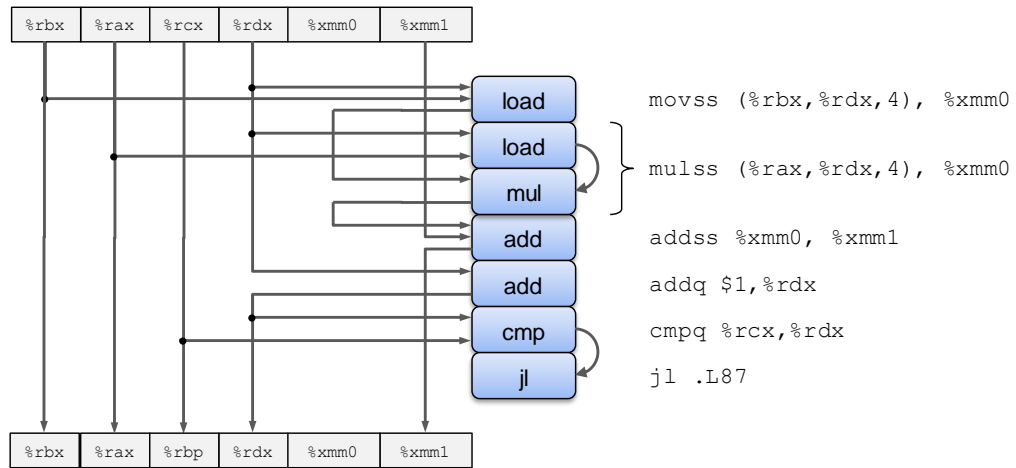 %rbx %rax %rcx %rdx %xmm0 %xmm1
load movss (%rbx,%rdx,4), %xmm0
load
mulss (%rax,%rdx,4), %xmm0
mul
add addss %xmm0, %xmm1
add addq $1,%rdx
cmp cmpq %rcx,%rdx
jl jl .L87
%rbx %rax %rbp %rdx %xmm0 %xmm1